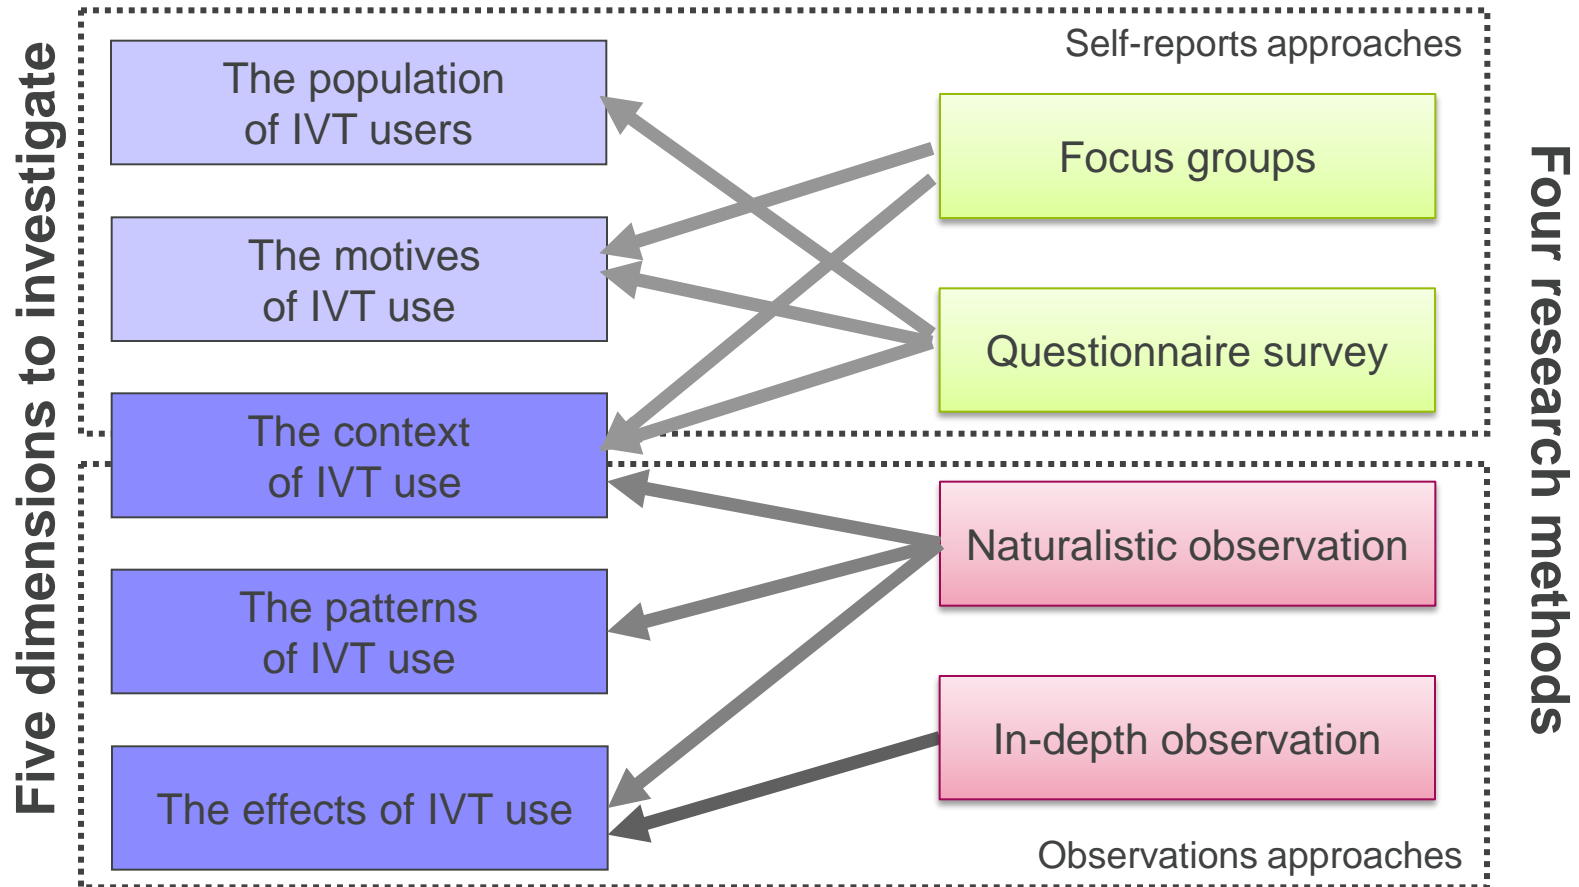 Five dimensions to investigate
Self-reports approaches
The population
of IVT users
The motives
of IVT use
The context
of IVT use
The patterns
of IVT use
The effects of IVT use
Focus groups
Questionnaire survey
Naturalistic observation
In-depth observation
Observations approaches
Four research methods